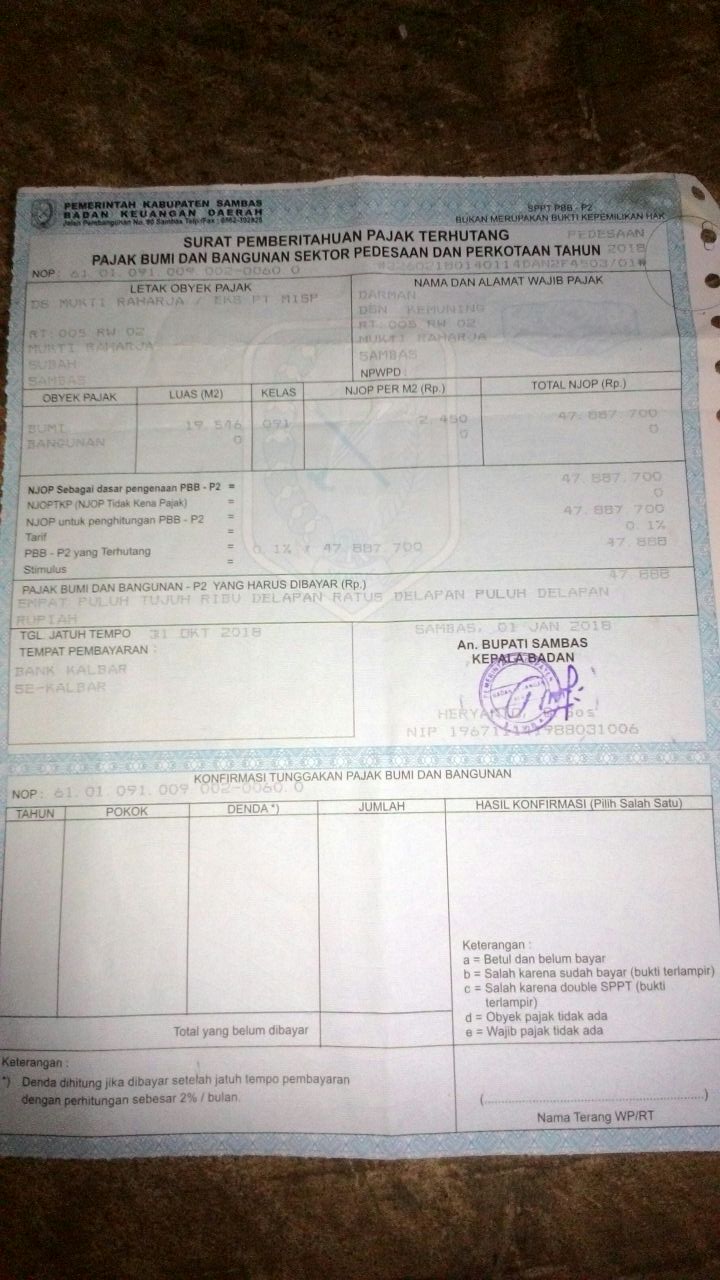 PEMERINTAH KABUPATEN SAMBAS
BADAN KEUANGAN DAERAH
Jalan Pembangunan No. 90 Sambas Telp/Fax : 0562-392825
SPPT PBB - P2
BUKAN MERUPAKAN BUKTI KEPEMILIKAN HAK
SURAT PEMBERITAHUAN PAJAK TERHUTANG
PEDESAAN
PAJAK BUMI DAN BANGUNAN SEKTOR PEDESAAN DAN PERKOTAAN TAHUN 2018
NOP : 61.01.091.009.002-0060.0
LETAK OBYEK PAJAK
NAMA DAN ALAMAT WAJIB PAJAK
DS MUKTI RAHARJA / EKS PT MISP
RT:005 RW 02
MUKTI RAHARJA
SUBAH
SAMBAS
DARMAN
DSN KEMUNING
RT:005 RW:02
MUKTI RAHARJA
SAMBAS
NPWPD :
OBYEK PAJAK LUAS (M2) KELAS NJOP PER M2 (Rp.) TOTAL NJOP (Rp.)
BUMI 19.546 091 2.450 47.887.700
BANGUNAN 0 0 0
NJOP Sebagai dasar pengenaan PBB - P2 = 47.887.700
NJOPTKP (NJOP Tidak Kena Pajak) = 0
NJOP untuk penghitungan PBB - P2 = 47.887.700
Tarif = 0.1%
PBB - P2 yang Terhutang = 0.1% x 47.887.700 47.888
Stimulus =
PAJAK BUMI DAN BANGUNAN - P2 YANG HARUS DIBAYAR (Rp.) 47.888
EMPAT PULUH TUJUH RIBU DELAPAN RATUS DELAPAN PULUH DELAPAN
RUPIAH
TGL. JATUH TEMPO 31 OKT 2018
TEMPAT PEMBAYARAN :
BANK KALBAR
SE-KALBAR
SAMBAS, 01 JAN 2018
An. BUPATI SAMBAS
KEPALA BADAN
NIP
KONFIRMASI TUNGGAKAN PAJAK BUMI DAN BANGUNAN
NOP : 61.01.091.009.002-0060.0
TAHUN POKOK DENDA *) JUMLAH HASIL KONFIRMASI (Pilih Salah Satu)
Keterangan :
a = Betul dan belum bayar
b = Salah karena sudah bayar (bukti terlampir)
c = Salah karena double SPPT (bukti
terlampir)
d = Obyek pajak tidak ada
e = Wajib pajak tidak ada
Total yang belum dibayar
Keterangan :
*) Denda dihitung jika dibayar setelah jatuh tempo pembayaran
dengan perhitungan sebesar 2% / bulan.
(......................................................)
Nama Terang WP/RT